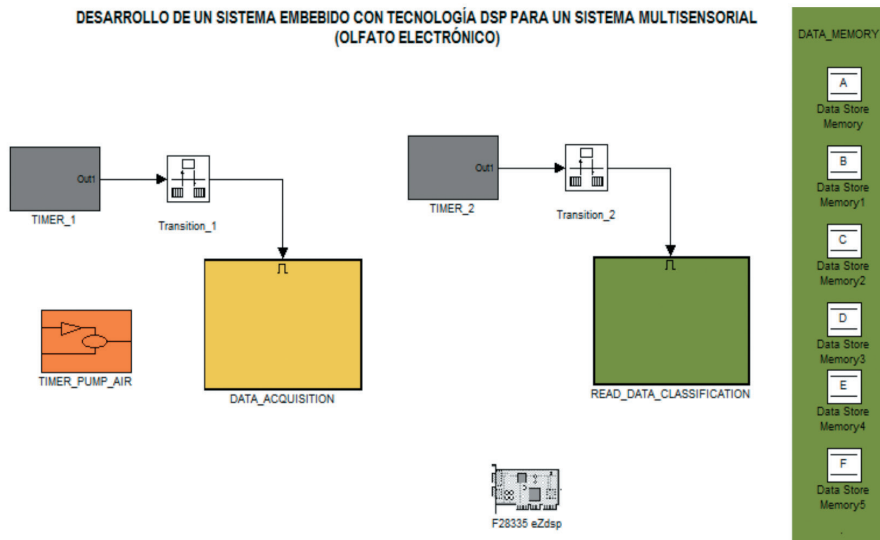 DESARROLLO DE UN SISTEMA EMBEBIDO CON TECNOLOGÍA DSP PARA UN SISTEMA MULTISENSORIAL
(OLFATO ELECTRÓNICO)
Out1
TIMER_1
Transition_1
Out1
TIMER_2
Transition_2
TIMER_PUMP_AIR
DATA_ACQUISITION
READ_DATA_CLASSIFICATION
F28335 eZdsp
DATA_MEMORY
A
Data Store
Memory
B
Data Store
Memory1
C
Data Store
Memory2
D
Data Store
Memory3
E
Data Store
Memory4
F
Data Store
Memory5